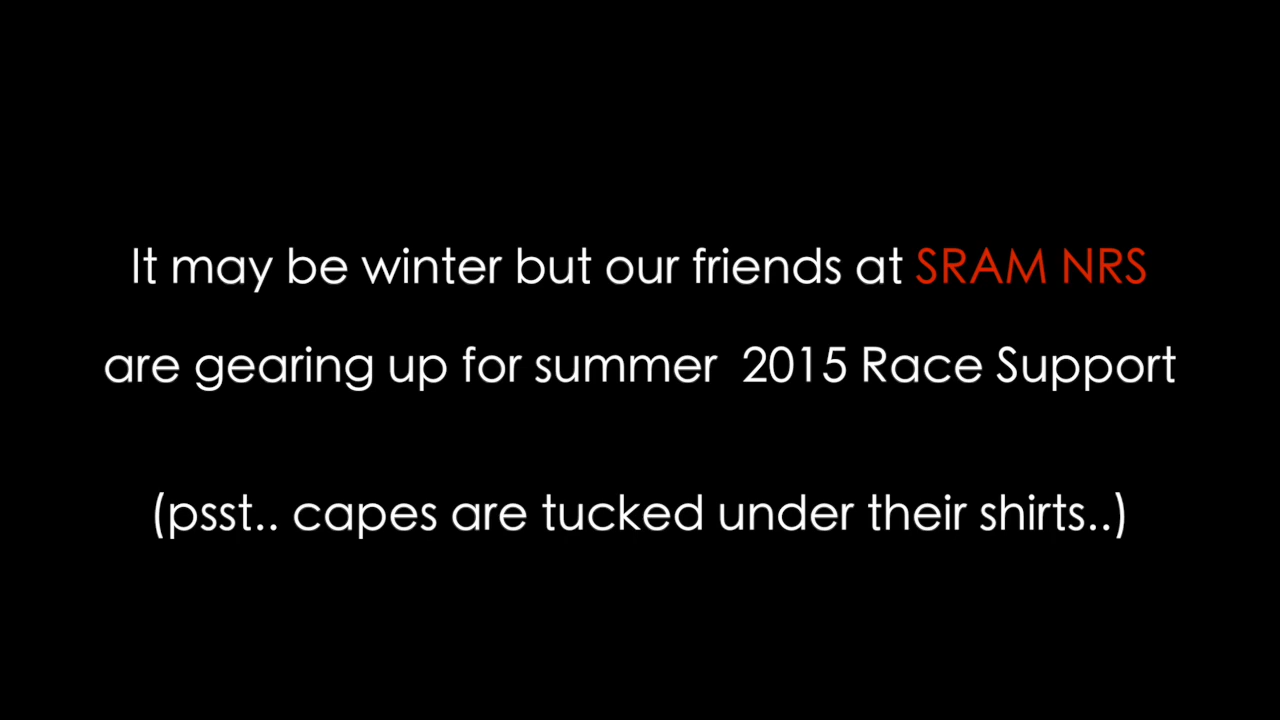 It may be winter but our friends at SRAM NRS
are gearing up for summer  2015 Race Support
(psst.. capes are tucked under their shirts..)